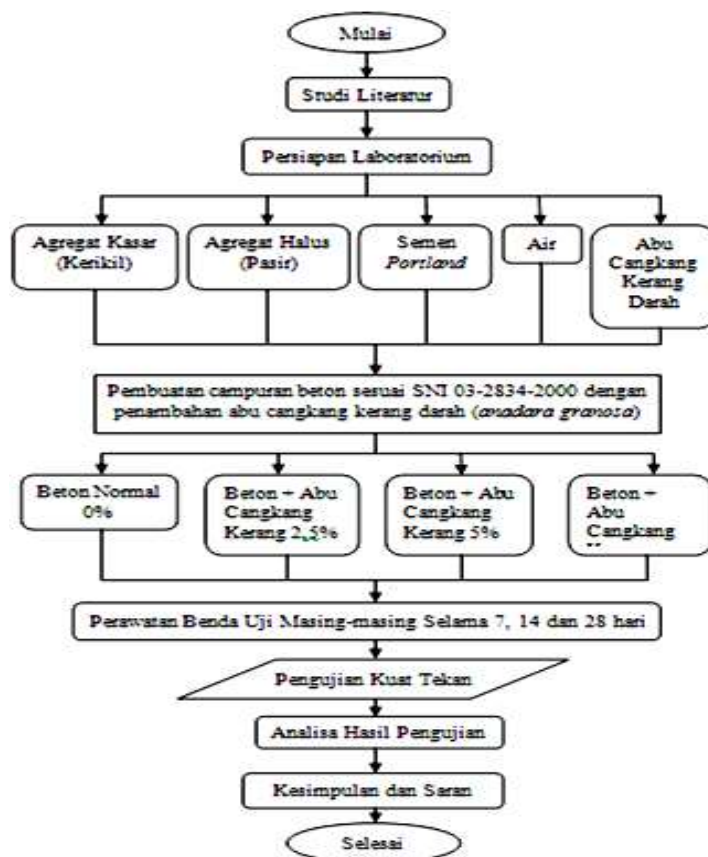 Mulai
Studi Literatur
Persiapan Laboratorium
Agregat Kasar
(Kerikil)
Agregat Halus
(Pasir)
Semen
Portland
Air
Abu
Cangkang
Kerang
Darah
Pembuatan campuran beton sesuai SNI 03-2834-2000 dengan
penambahan abu cangkang kerang darah (anadara granosa)
Beton Normal
0%
Beton + Abu
Cangkang
Kerang 2,5%
Beton + Abu
Cangkang
Kerang 5%
Beton +
Abu
Cangkang
Perawatan Benda Uji Masing-masing Selama 7, 14 dan 28 hari
Pengujian Kuat Tekan
Analisa Hasil Pengujian
Kesimpulan dan Saran
Selesai